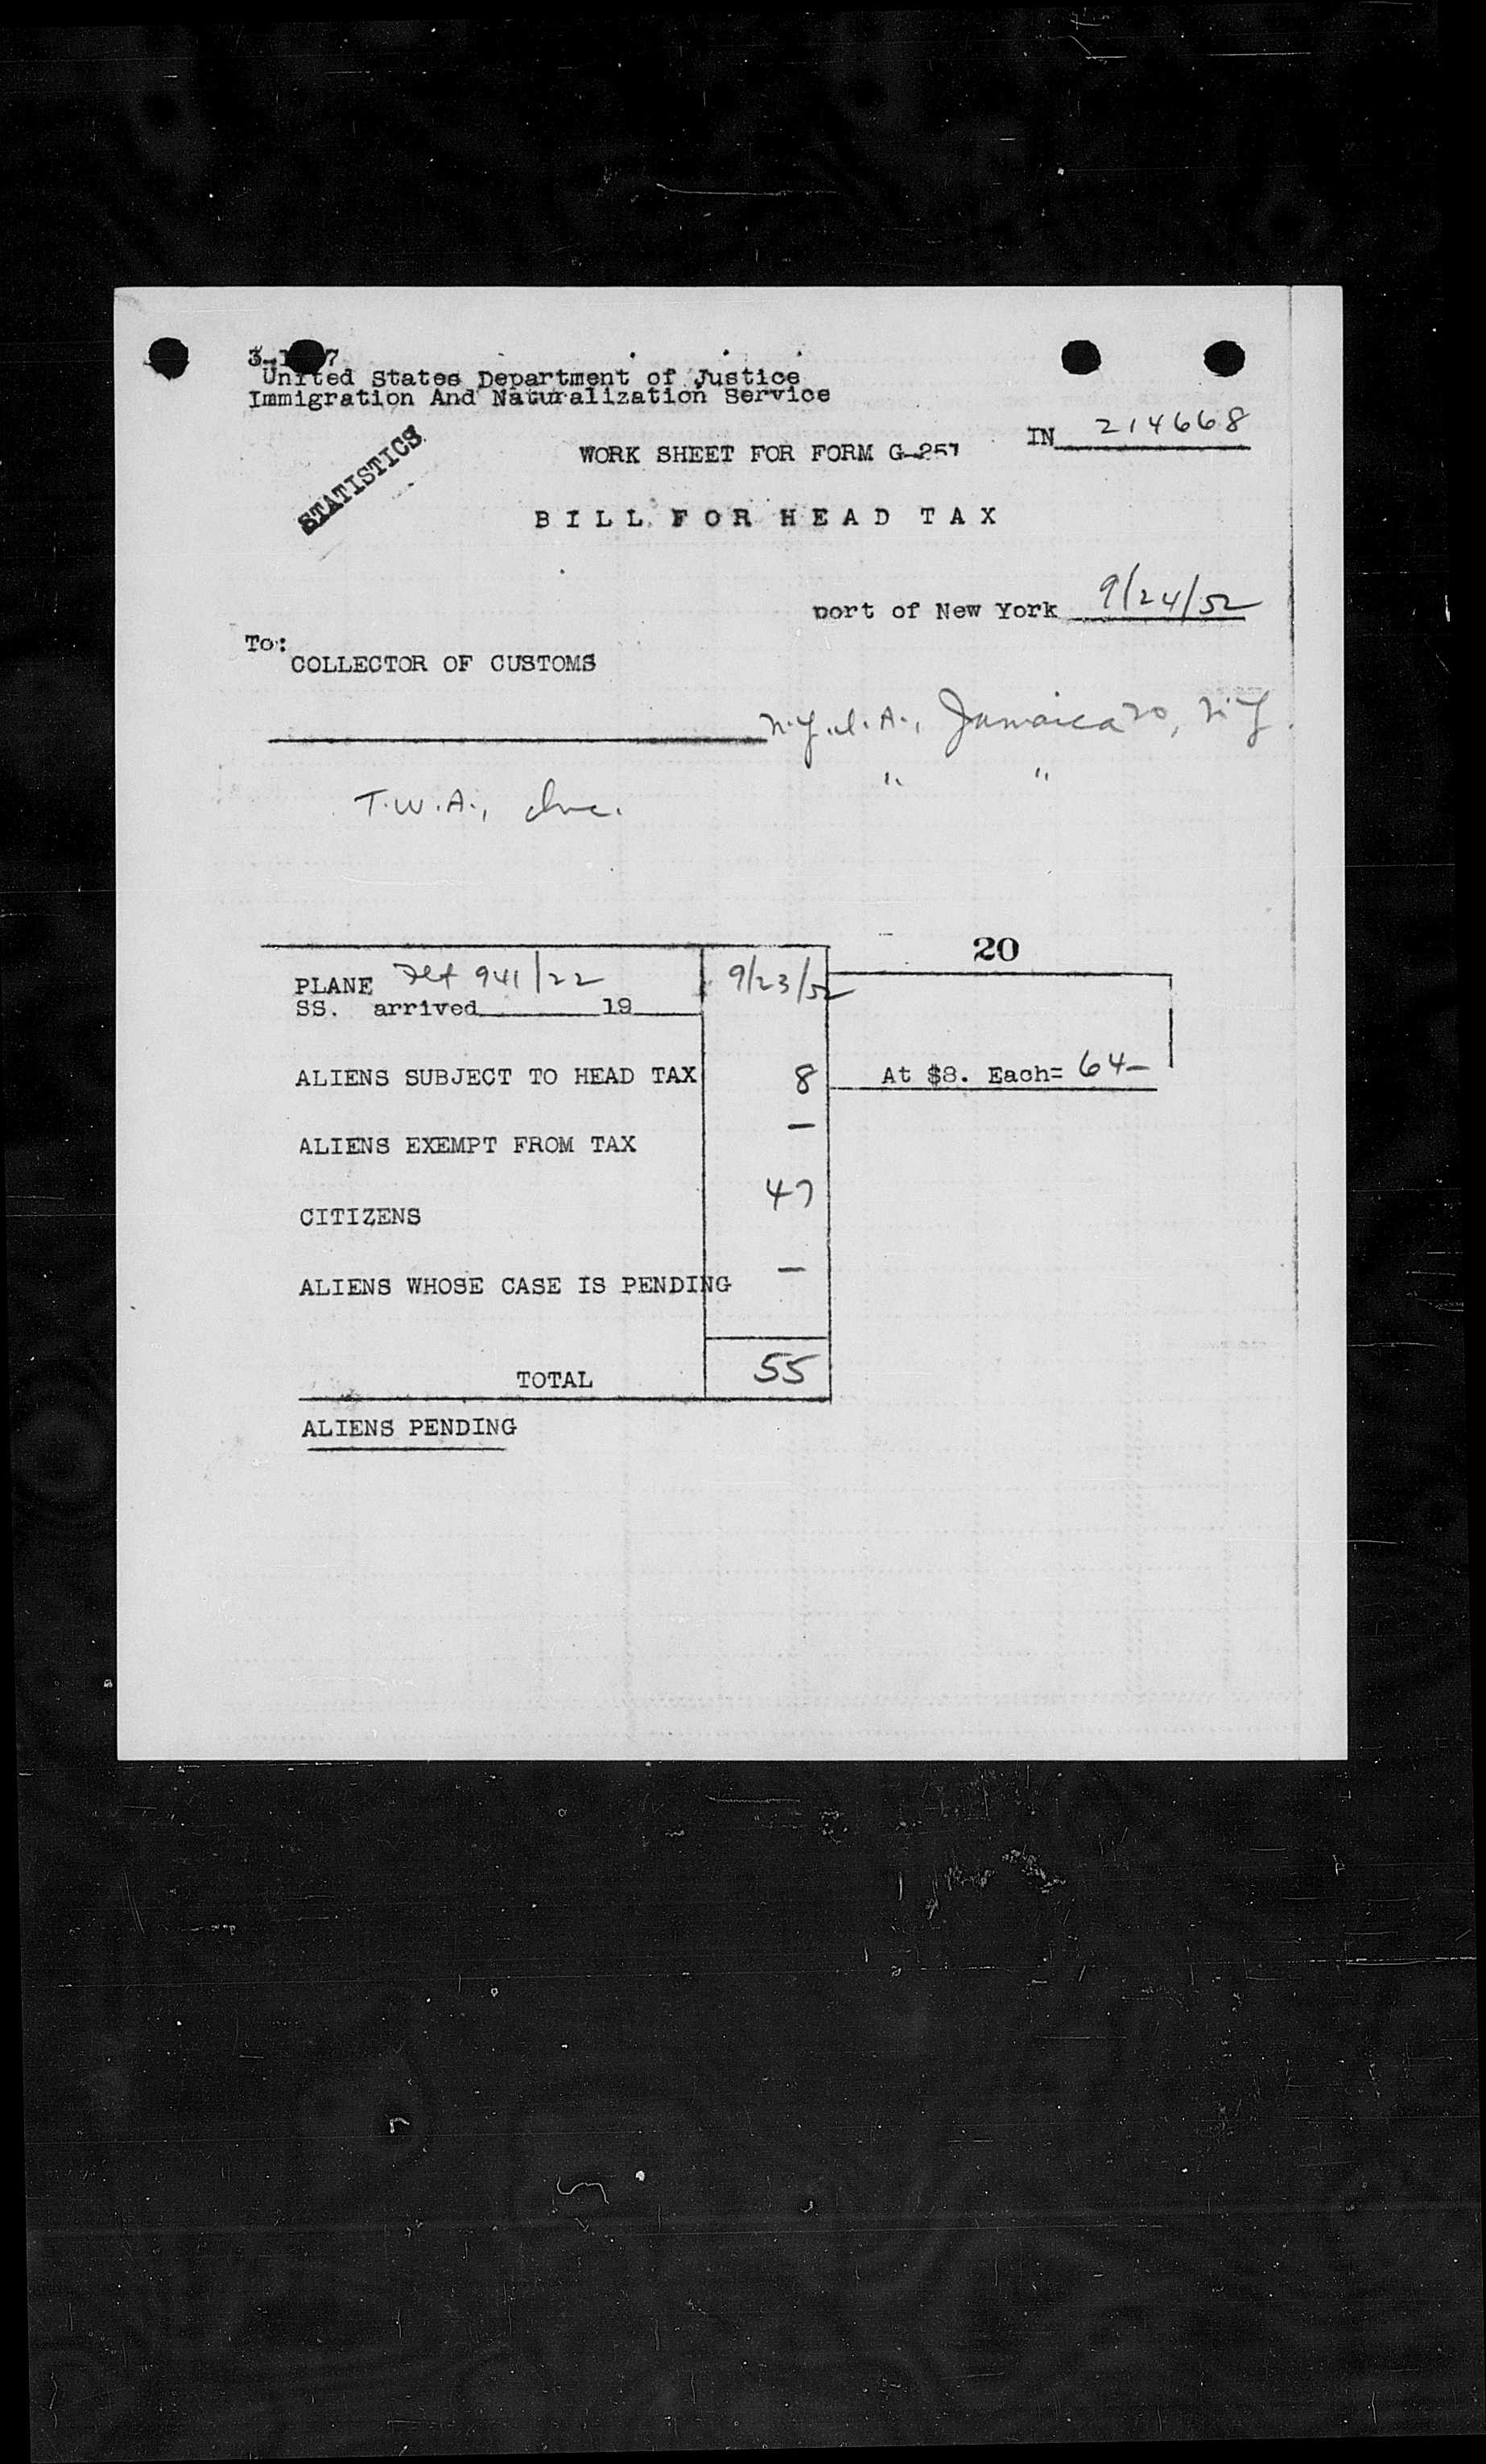 United States Department of Justice
Immigration And Naturalization Service
STATISTICS
IN 214668
WORK SHEET FOR FORM G-257
BILL FOR HEAD TAX
port of New York 9/24/52
To:
COLLECTOR OF CUSTOMS
N.Y.I.A., Jamaica 20, N.Y.
" "
T.W.A., Inc.
20
PLANE Flt 941/22 9/23/52
SS. arrived 19
ALIENS SUBJECT TO HEAD TAX 8 At $8. Each= 64-
ALIENS EXEMPT FROM TAX —
CITIZENS 47
ALIENS WHOSE CASE IS PENDING —
TOTAL 55
ALIENS PENDING